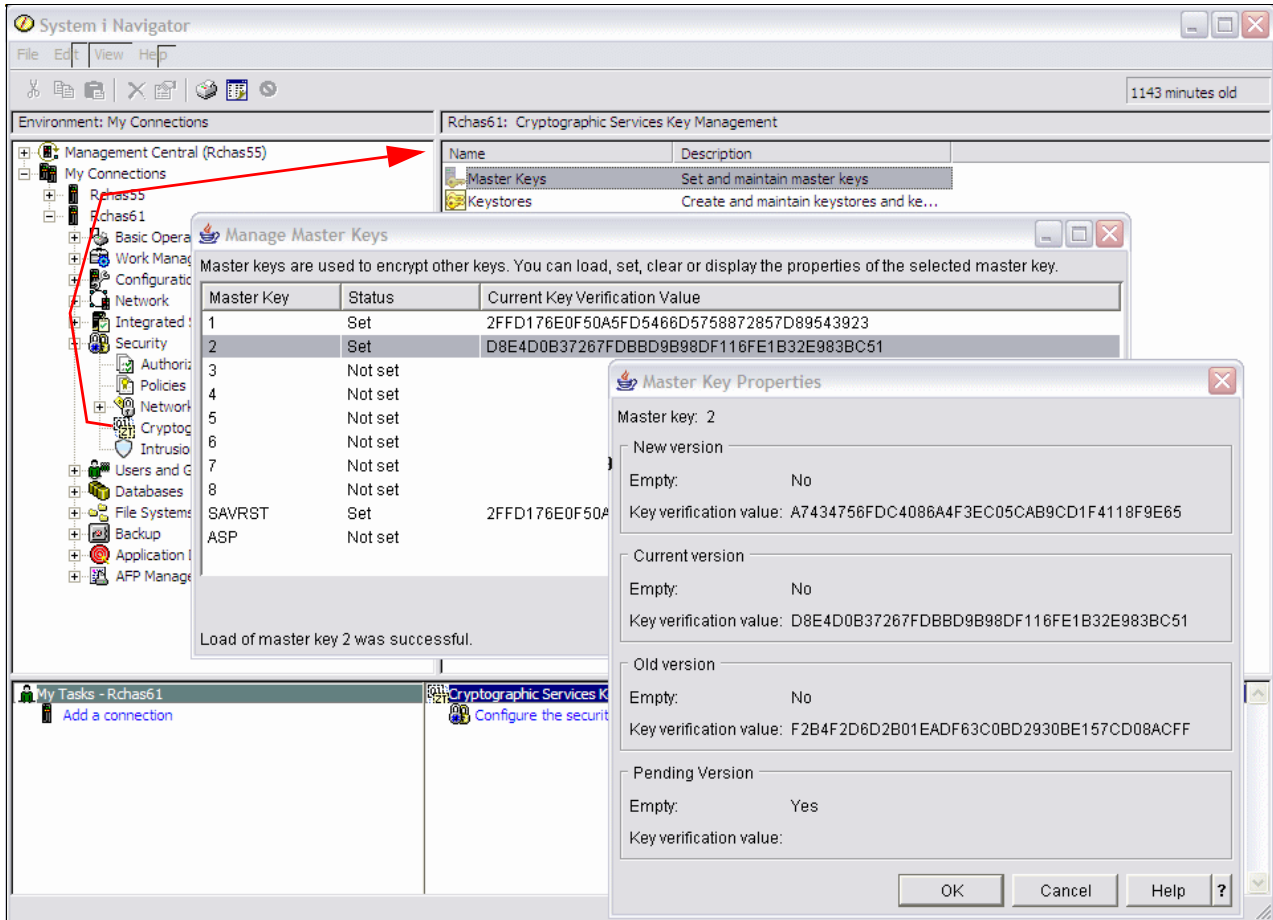 System i Navigator
File Edit View Help
1143 minutes old
Environment: My Connections
Rchas61: Cryptographic Services Key Management
Management Central (Rchas55)
My Connections
Rchas55
Rchas61
Basic Opera
Work Manag
Configuratic
Network
Integrated
Security
Authoriz
Policies
Network
Cryptog
Intrusio
Users and G
Databases
File Systems
Backup
Application
AFP Manage
Name Description
Master Keys Set and maintain master keys
Keystores Create and maintain keystores and ke...
Manage Master Keys
Master keys are used to encrypt other keys. You can load, set, clear or display the properties of the selected master key.
Master Key Status Current Key Verification Value
1 Set 2FFD176E0F50A5FD5466D5758872857D89543923
2 Set D8E4D0B37267FDBBD9B98DF116FE1B32E983BC51
3 Not set
4 Not set
5 Not set
6 Not set
7 Not set
8 Not set
SAVRST Set 2FFD176E0F50A
ASP Not set
Load of master key 2 was successful.
Master Key Properties
Master key: 2
New version
Empty: No
Key verification value: A7434756FDC4086A4F3EC05CAB9CD1F4118F9E65
Current version
Empty: No
Key verification value: D8E4D0B37267FDBBD9B98DF116FE1B32E983BC51
Old version
Empty: No
Key verification value: F2B4F2D6D2B01EADF63C0BD2930BE157CD08ACFF
Pending Version
Empty: Yes
Key verification value:
OK Cancel Help ?
My Tasks - Rchas61
Add a connection
Cryptographic Services K
Configure the securit